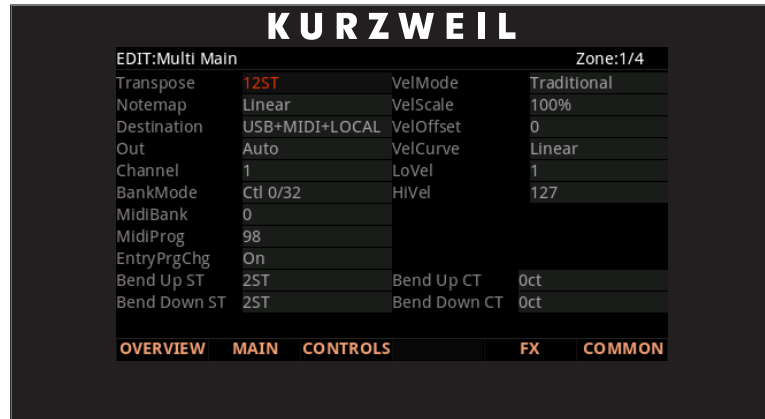 KURZWEIL
EDIT:Multi Main Zone:1/4
Transpose 12ST VelMode Traditional
Notemap Linear VelScale 100%
Destination USB+MIDI+LOCAL VelOffset 0
Out Auto VelCurve Linear
Channel 1 LoVel 1
BankMode Ctl 0/32 HiVel 127
MidiBank 0
MidiProg 98
EntryPrgChg On
Bend Up ST 2ST Bend Up CT 0ct
Bend Down ST 2ST Bend Down CT 0ct
OVERVIEW MAIN CONTROLS FX COMMON